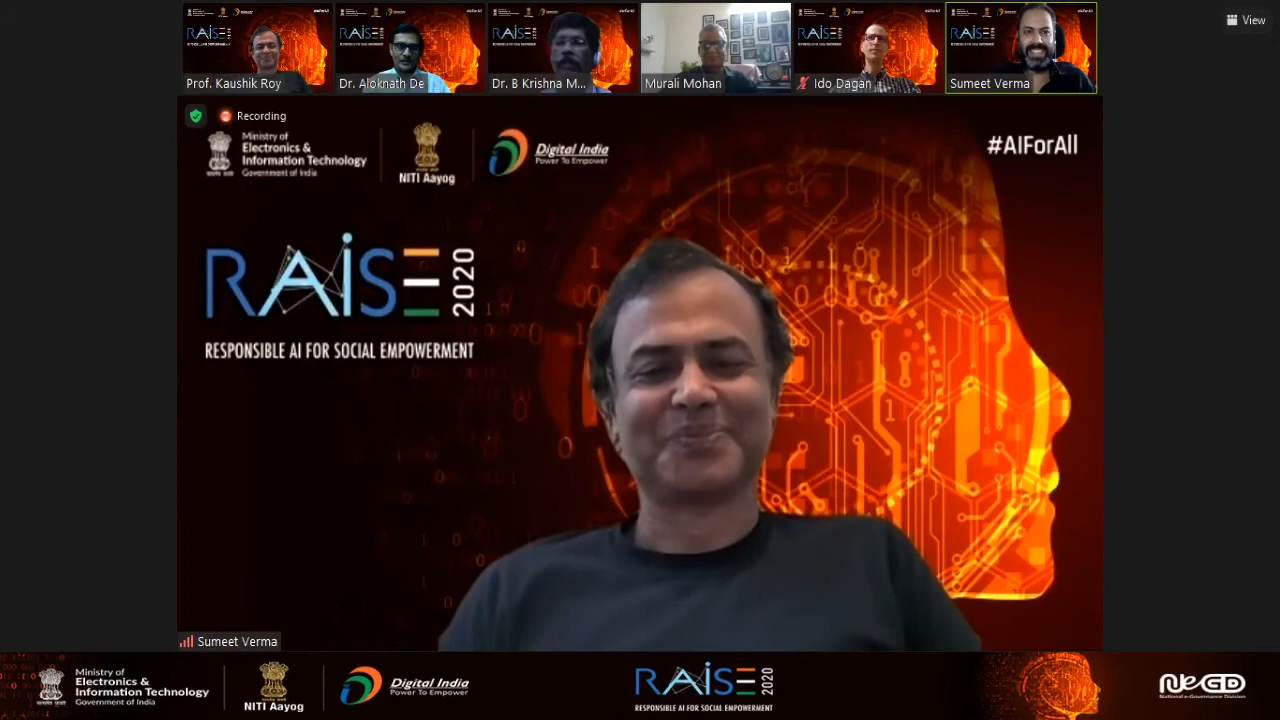 View
Prof. Kaushik Roy
Dr. Aloknath De
Dr. B Krishna M...
Murali Mohan
Ido Dagan
Sumeet Verma
Recording
Ministry of
Electronics &
Information Technology
Government of India
NITI Aayog
Digital India
Power To Empower
#AIForAll
RAISE
2020
RESPONSIBLE AI FOR SOCIAL EMPOWERMENT
Sumeet Verma
Ministry of
Electronics &
Information Technology
Government of India
NITI Aayog
Digital India
Power To Empower
RAISE
2020
RESPONSIBLE AI FOR SOCIAL EMPOWERMENT
NeGD
National e-Governance Division